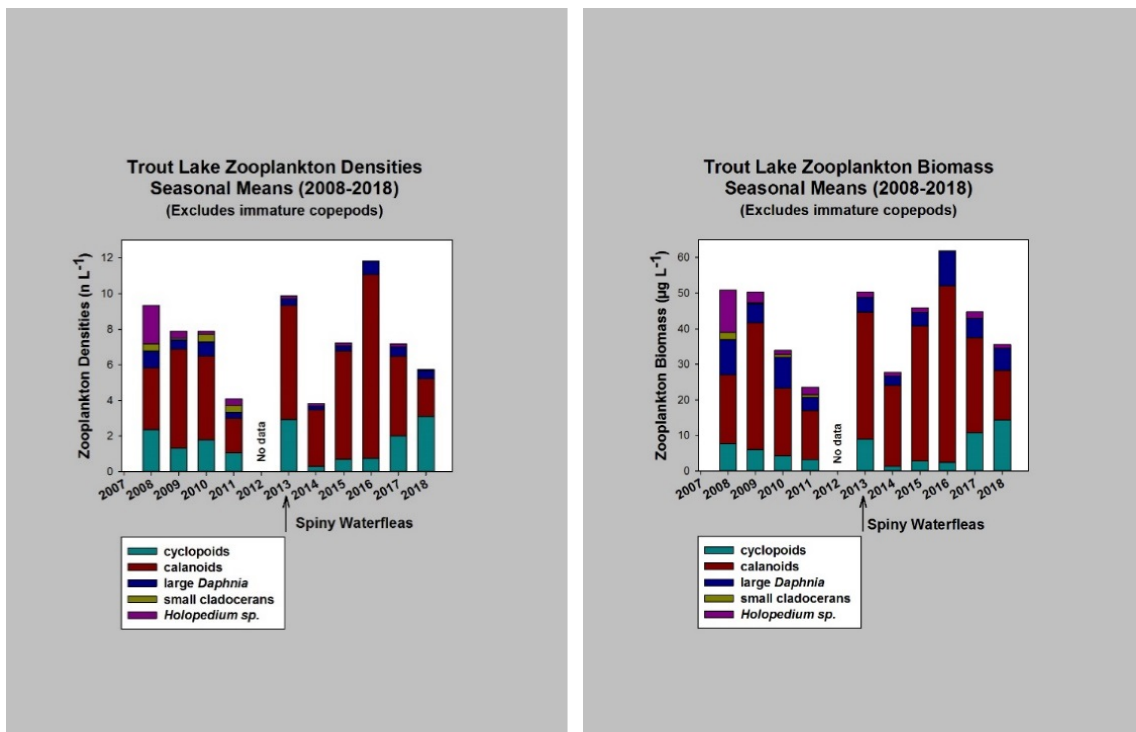 Trout Lake Zooplankton Densities
Seasonal Means (2008-2018)
(Excludes immature copepods)
Zooplankton Densities (n L⁻¹)
12
10
8
6
4
2
0
No data
2007 2008 2009 2010 2011 2012 2013 2014 2015 2016 2017 2018
Spiny Waterfleas
cyclopoids
calanoids
large Daphnia
small cladocerans
Holopedium sp.
Trout Lake Zooplankton Biomass
Seasonal Means (2008-2018)
(Excludes immature copepods)
Zooplankton Biomass (µg L⁻¹)
60
50
40
30
20
10
0
No data
2007 2008 2009 2010 2011 2012 2013 2014 2015 2016 2017 2018
Spiny Waterfleas
cyclopoids
calanoids
large Daphnia
small cladocerans
Holopedium sp.